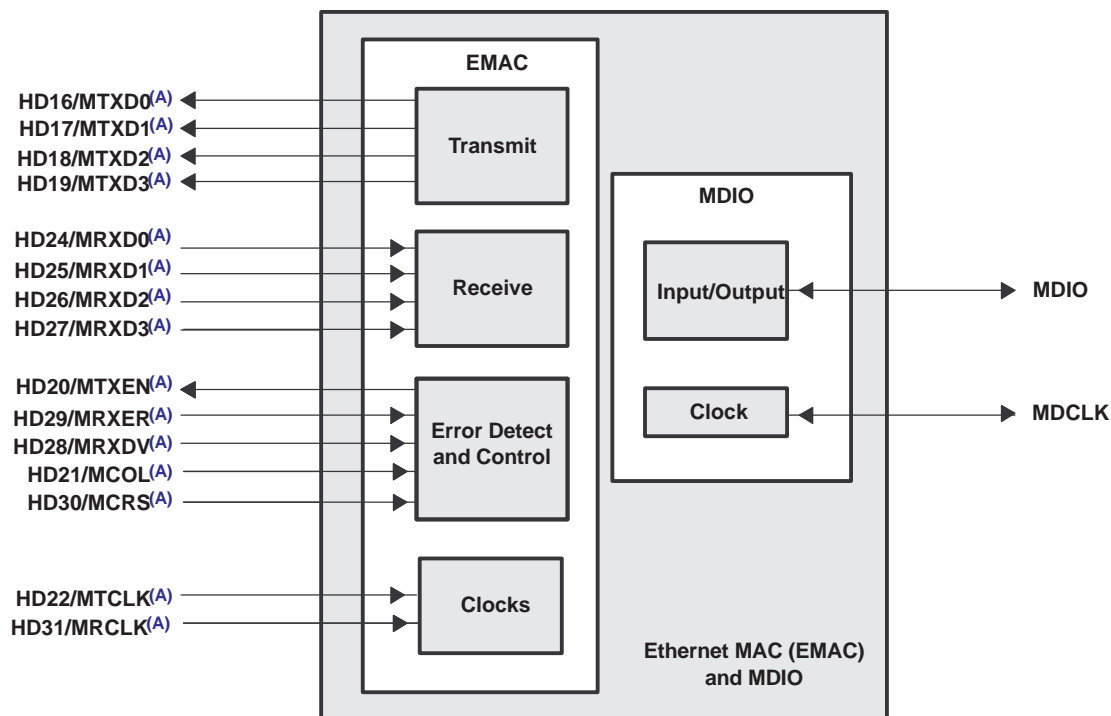 EMAC
HD16/MTXD0(A)
HD17/MTXD1(A)
HD18/MTXD2(A)
HD19/MTXD3(A)
Transmit
HD24/MRXD0(A)
HD25/MRXD1(A)
HD26/MRXD2(A)
HD27/MRXD3(A)
Receive
HD20/MTXEN(A)
HD29/MRXER(A)
HD28/MRXDV(A)
HD21/MCOL(A)
HD30/MCRS(A)
Error Detect
and Control
HD22/MTCLK(A)
HD31/MRCLK(A)
Clocks
MDIO
Input/Output
MDIO
Clock
MDCLK
Ethernet MAC (EMAC)
and MDIO